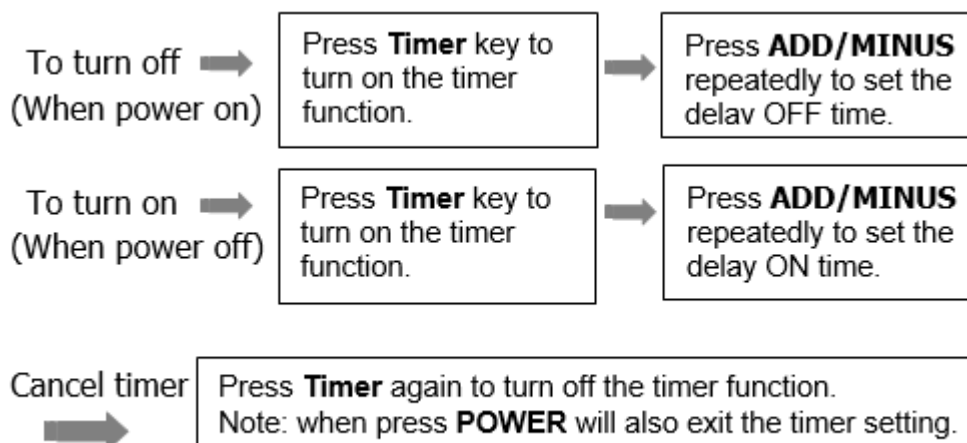 To turn off
(When power on)
Press Timer key to
turn on the timer
function.
Press ADD/MINUS
repeatedly to set the
delay OFF time.
To turn on
(When power off)
Press Timer key to
turn on the timer
function.
Press ADD/MINUS
repeatedly to set the
delay ON time.
Cancel timer
Press Timer again to turn off the timer function.
Note: when press POWER will also exit the timer setting.